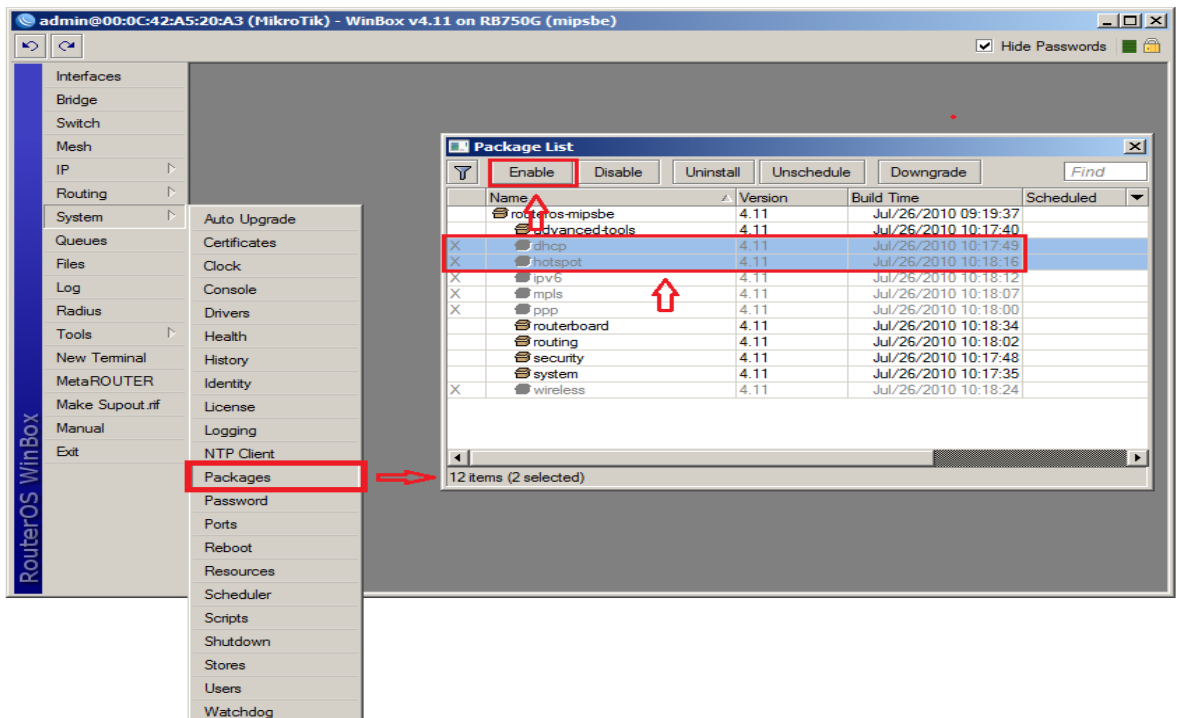 admin@00:0C:42:A5:20:A3 (MikroTik) - WinBox v4.11 on RB750G (mipsbe)
Hide Passwords
RouterOS WinBox
Interfaces
Bridge
Switch
Mesh
IP
Routing
System
Queues
Files
Log
Radius
Tools
New Terminal
MetaROUTER
Make Supout.rif
Manual
Exit
Auto Upgrade
Certificates
Clock
Console
Drivers
Health
History
Identity
License
Logging
NTP Client
Packages
Password
Ports
Reboot
Resources
Scheduler
Scripts
Shutdown
Stores
Users
Watchdog
Package List
Enable Disable Uninstall Unschedule Downgrade Find
Name Version Build Time Scheduled
routeros-mipsbe 4.11 Jul/26/2010 09:19:37
advanced-tools 4.11 Jul/26/2010 10:17:40
X dhcp 4.11 Jul/26/2010 10:17:49
X hotspot 4.11 Jul/26/2010 10:18:16
X ipv6 4.11 Jul/26/2010 10:18:12
X mpls 4.11 Jul/26/2010 10:18:07
X ppp 4.11 Jul/26/2010 10:18:00
routerboard 4.11 Jul/26/2010 10:18:34
routing 4.11 Jul/26/2010 10:18:02
security 4.11 Jul/26/2010 10:17:48
system 4.11 Jul/26/2010 10:17:35
X wireless 4.11 Jul/26/2010 10:18:24
12 items (2 selected)